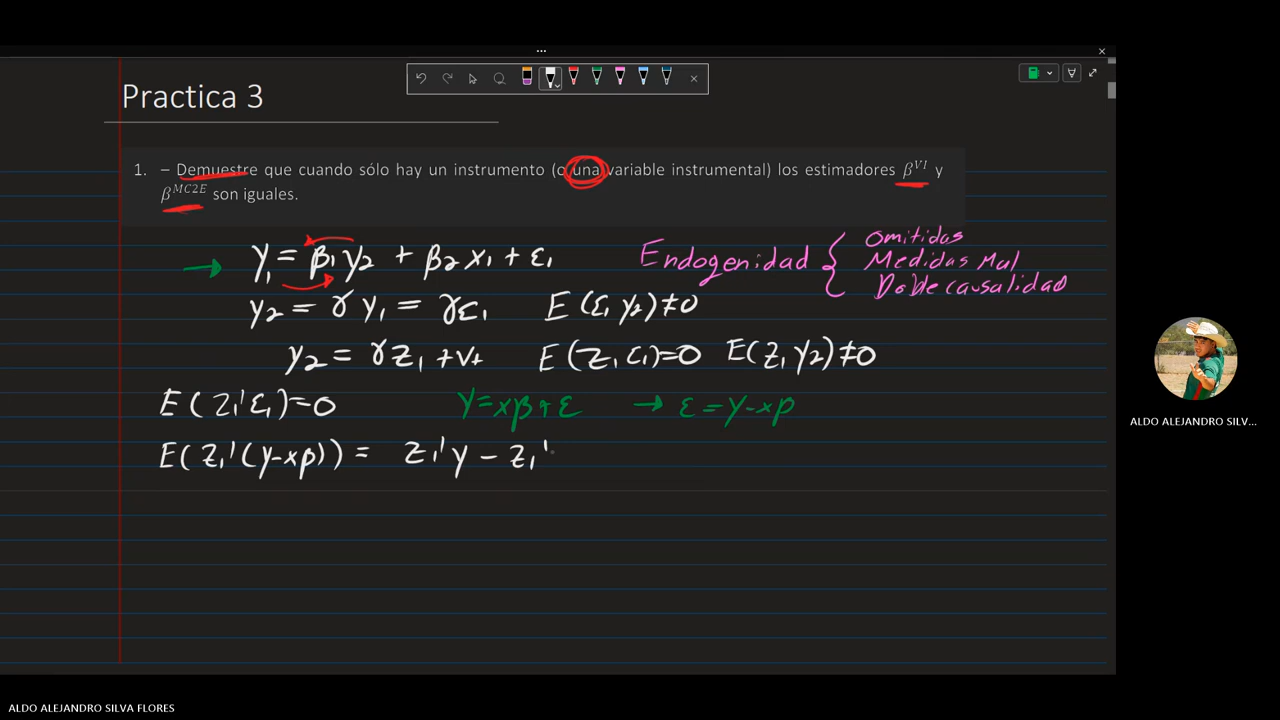 Practica 3
1. – Demuestre que cuando sólo hay un instrumento (o una variable instrumental) los estimadores β^VI y
β^MC2E son iguales.
→ y₁ = β₁y₂ + β₂x₁ + ε₁
Endogenidad { Omitidas
Medidas Mal
Doble causalidad
y₂ = γ y₁ = γε₁ E(ε₁y₂)≠0
y₂ = γz₁ + v₊ E(z₁ε₁)=0 E(z₁y₂)≠0
E(z₁'ε₁)=0 y=xβ+ε → ε=y-xβ
E(z₁'(y-xβ)) = z₁'y - z₁'
ALDO ALEJANDRO SILV...
ALDO ALEJANDRO SILVA FLORES